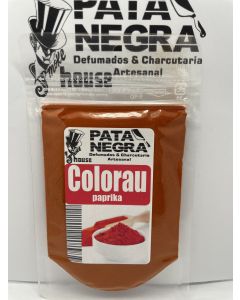 PATA
NEGRA
Defumados & Charcutaria
Artesanal
house
PATA
NEGRA
Defumados & Charcutaria
Artesanal
house
Colorau
paprika